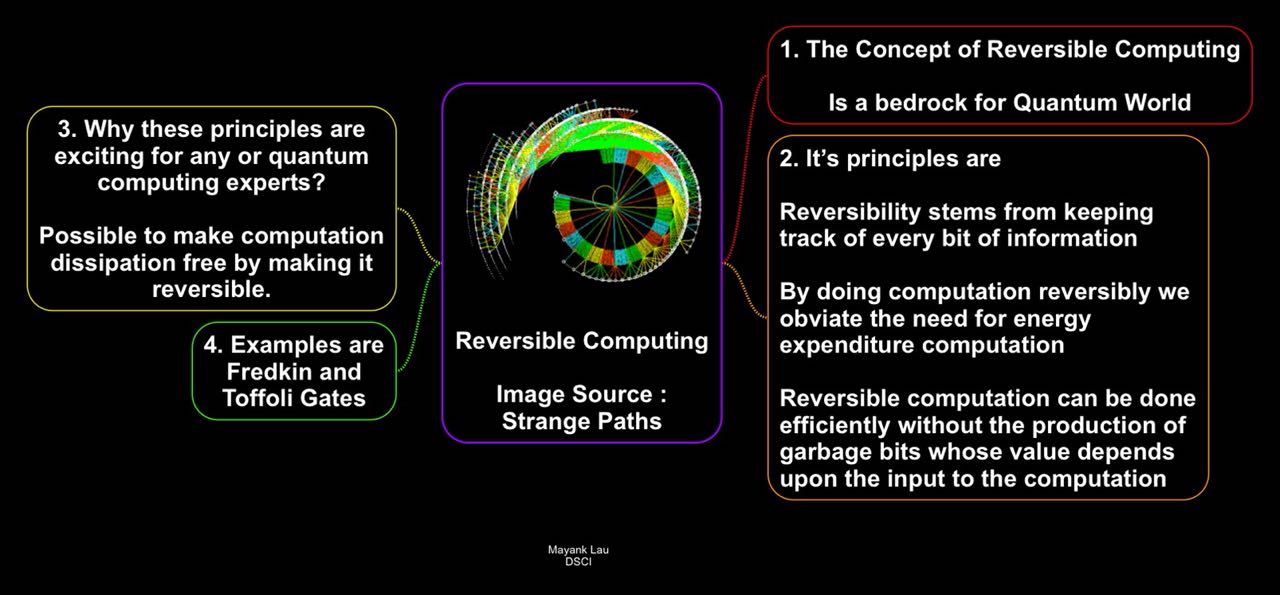 1. The Concept of Reversible Computing
Is a bedrock for Quantum World
2. It’s principles are
Reversibility stems from keeping
track of every bit of information
By doing computation reversibly we
obviate the need for energy
expenditure computation
Reversible computation can be done
efficiently without the production of
garbage bits whose value depends
upon the input to the computation
3. Why these principles are
exciting for any or quantum
computing experts?
Possible to make computation
dissipation free by making it
reversible.
4. Examples are
Fredkin and
Toffoli Gates
Reversible Computing
Image Source :
Strange Paths
Mayank Lau
DSCI